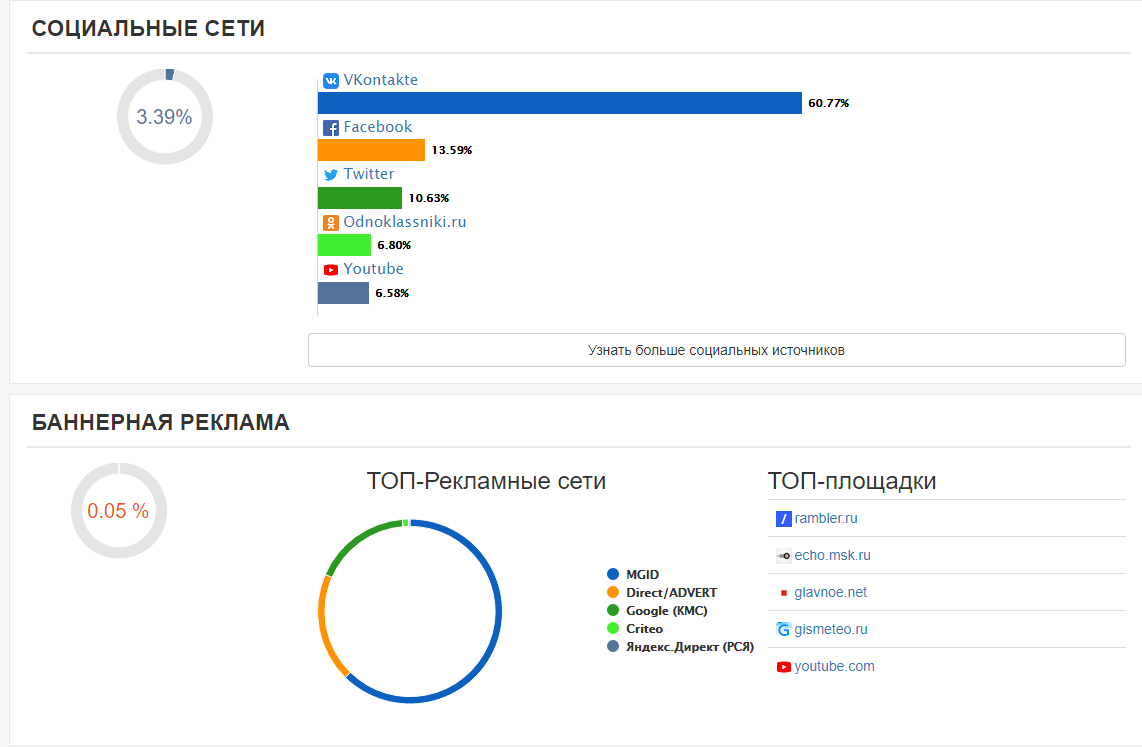 СОЦИАЛЬНЫЕ СЕТИ
3.39%
VKontakte
60.77%
Facebook
13.59%
Twitter
10.63%
Odnoklassniki.ru
6.80%
Youtube
6.58%
Узнать больше социальных источников
БАННЕРНАЯ РЕКЛАМА
0.05 %
ТОП-Рекламные сети
MGID
Direct/ADVERT
Google (КМС)
Criteo
Яндекс.Директ (РСЯ)
ТОП-площадки
rambler.ru
echo.msk.ru
glavnoe.net
gismeteo.ru
youtube.com